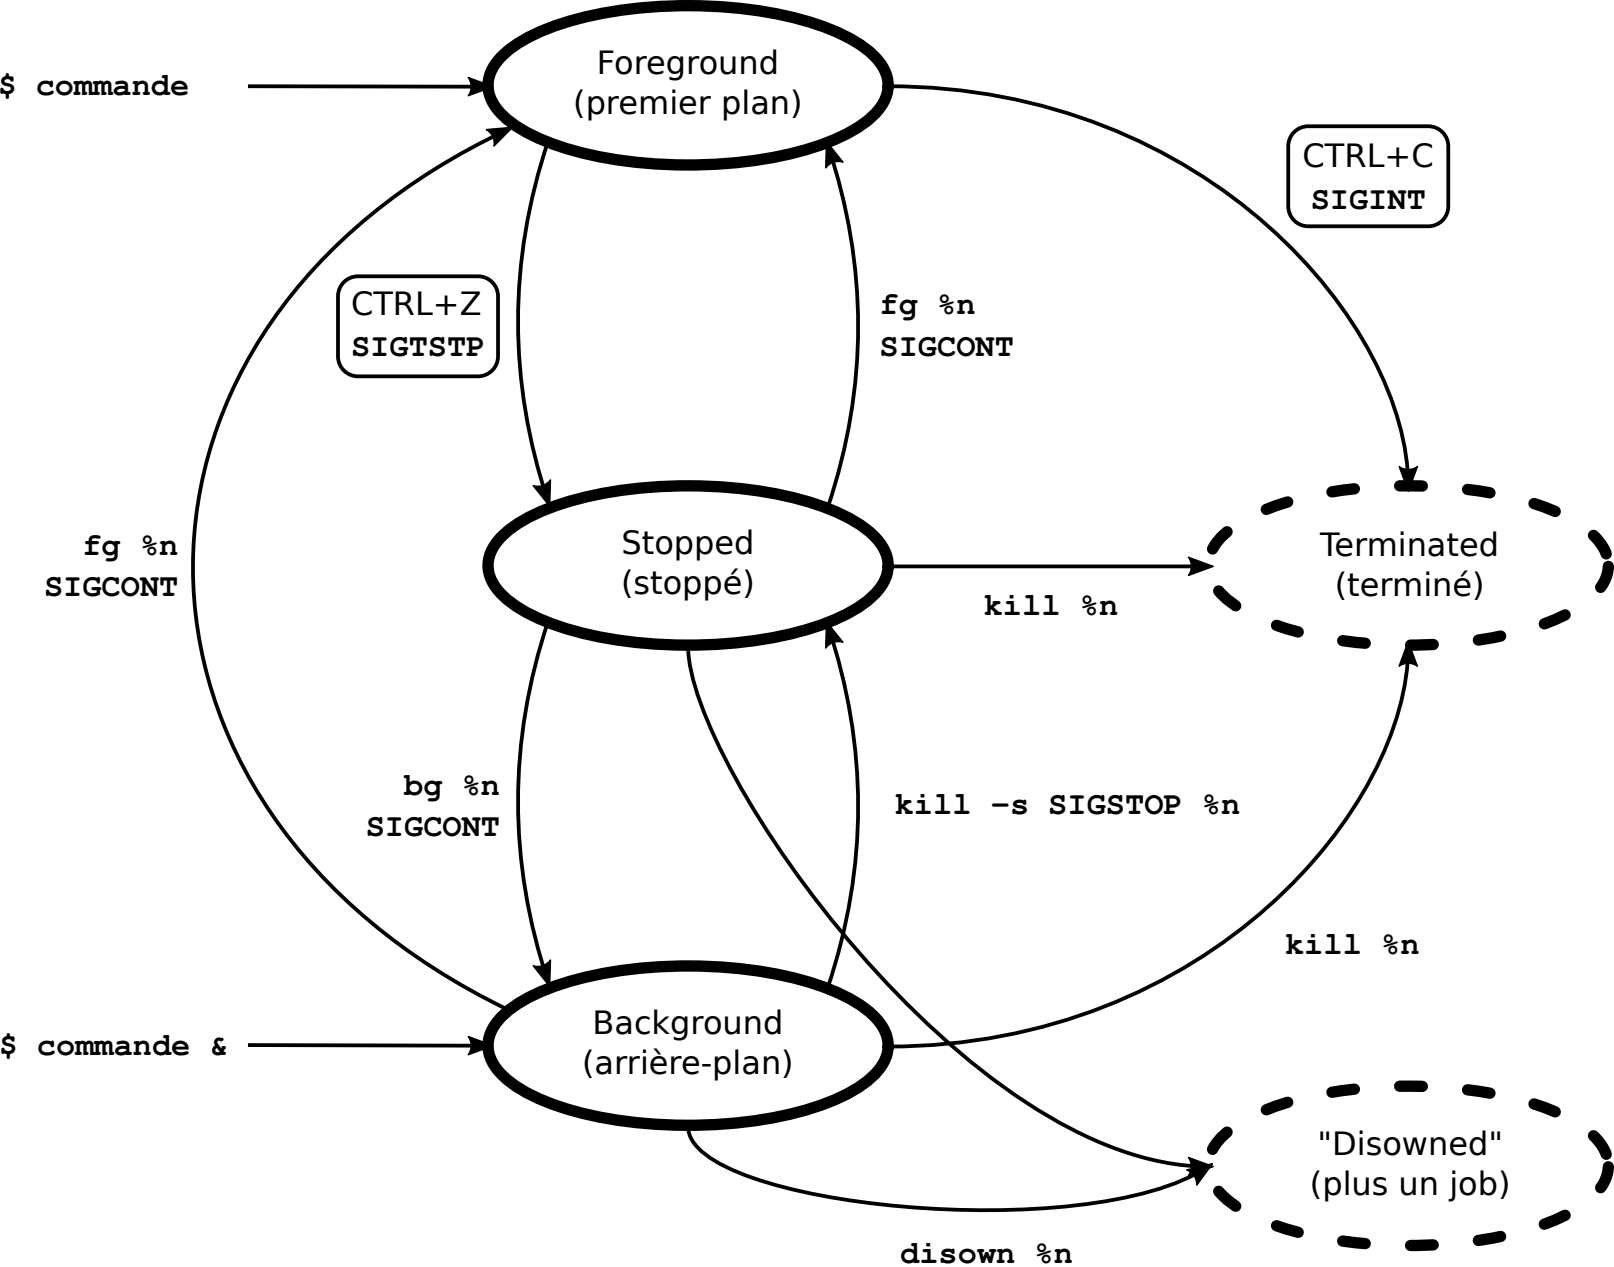 Foreground
(premier plan)
$ commande
CTRL+C
SIGINT
CTRL+Z
SIGTSTP
fg %n
SIGCONT
Stopped
(stoppé)
Terminated
(terminé)
fg %n
SIGCONT
kill %n
bg %n
SIGCONT
kill -s SIGSTOP %n
kill %n
Background
(arrière-plan)
$ commande &
"Disowned"
(plus un job)
disown %n